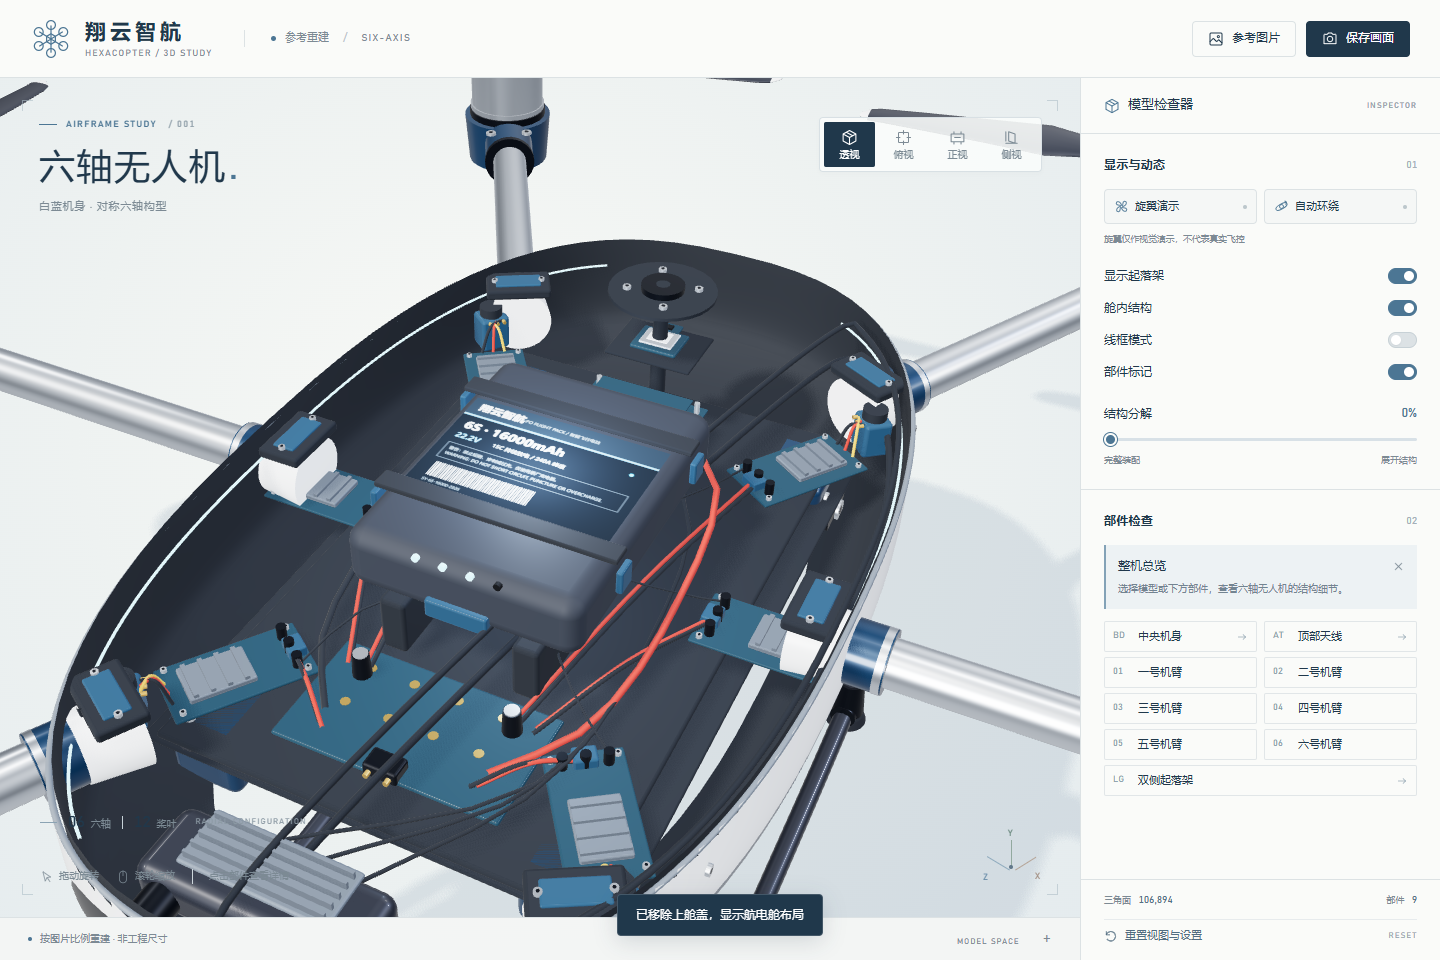 翔云智航
HEXACOPTER / 3D STUDY
参考重建 / SIX-AXIS
参考图片
保存画面
AIRFRAME STUDY / 001
六轴无人机.
白蓝机身 · 对称六轴构型
透视
俯视
正视
侧视
翔云智航
6S · 16000mAh
22.2V
WARNING: DO NOT SHORT CIRCUIT, PUNCTURE OR OVERCHARGE
六轴
桨叶
拖动旋转
已移除上舱盖，显示航电舱布局
Y
Z
X
按图片比例重建 · 非工程尺寸
MODEL SPACE +
模型检查器
INSPECTOR
显示与动态
01
旋翼演示
自动环绕
旋翼仅作视觉演示，不代表真实飞控
显示起落架
舱内结构
线框模式
部件标记
结构分解
0%
完整装配
展开结构
部件检查
02
整机总览
选择模型或下方部件，查看六轴无人机的结构细节。
BD 中央机身
AT 顶部天线
01 一号机臂
02 二号机臂
03 三号机臂
04 四号机臂
05 五号机臂
06 六号机臂
LG 双侧起落架
三角面 106,894
部件 9
重置视图与设置
RESET